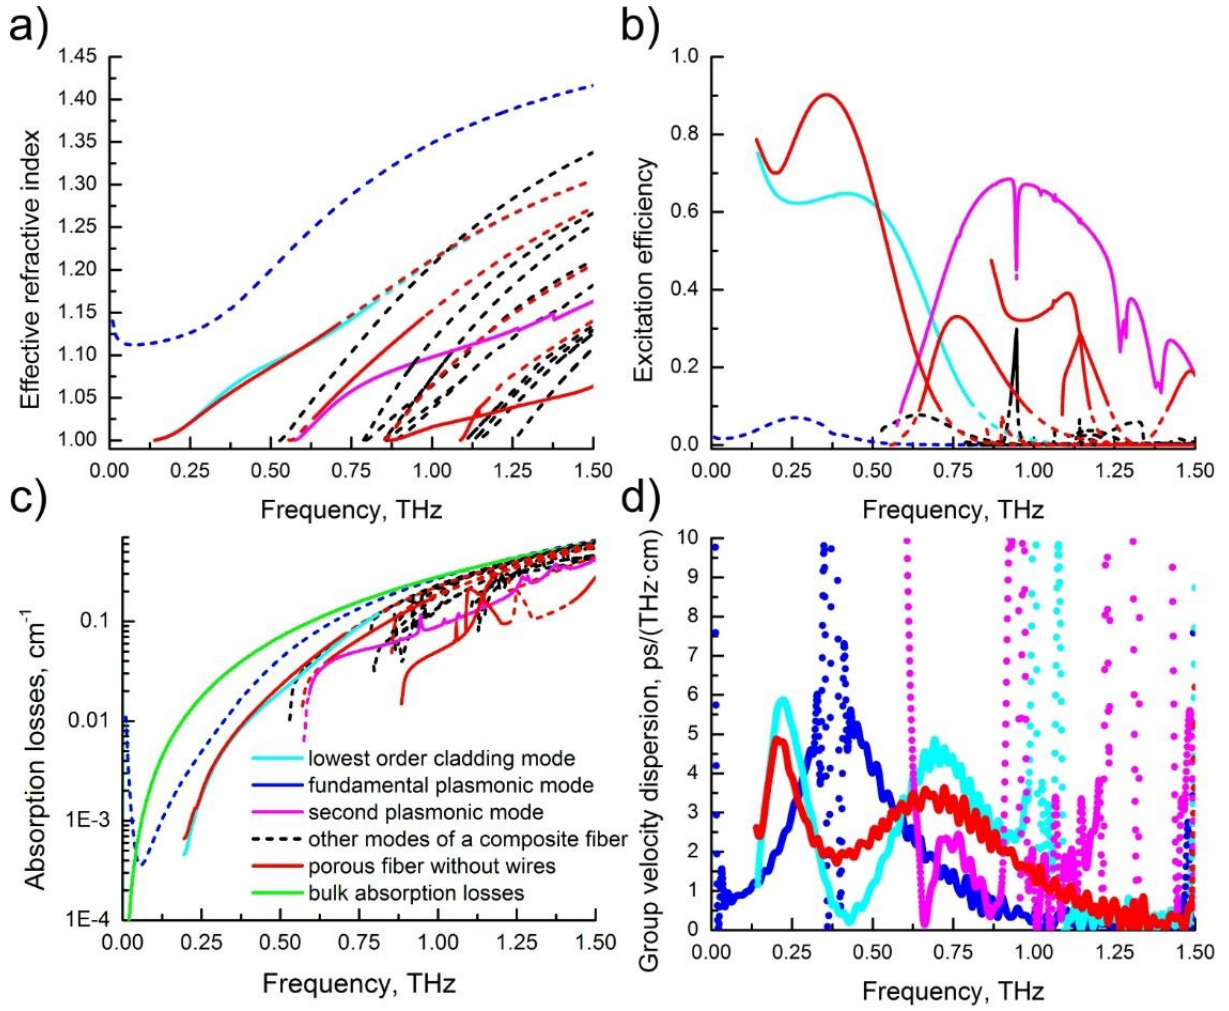 a)
1.45
1.40
1.35
1.30
1.25
1.20
1.15
1.10
1.05
1.00
Effective refractive index
0.00 0.25 0.50 0.75 1.00 1.25 1.50
Frequency, THz
b)
1.0
0.8
0.6
0.4
0.2
0.0
Excitation efficiency
0.00 0.25 0.50 0.75 1.00 1.25 1.50
Frequency, THz
c)
0.1
0.01
1E-3
1E-4
Absorption losses, cm⁻¹
lowest order cladding mode
fundamental plasmonic mode
second plasmonic mode
other modes of a composite fiber
porous fiber without wires
bulk absorption losses
0.00 0.25 0.50 0.75 1.00 1.25 1.50
Frequency, THz
d)
10
9
8
7
6
5
4
3
2
1
0
Group velocity dispersion, ps/(THz·cm)
0.00 0.25 0.50 0.75 1.00 1.25 1.50
Frequency, THz